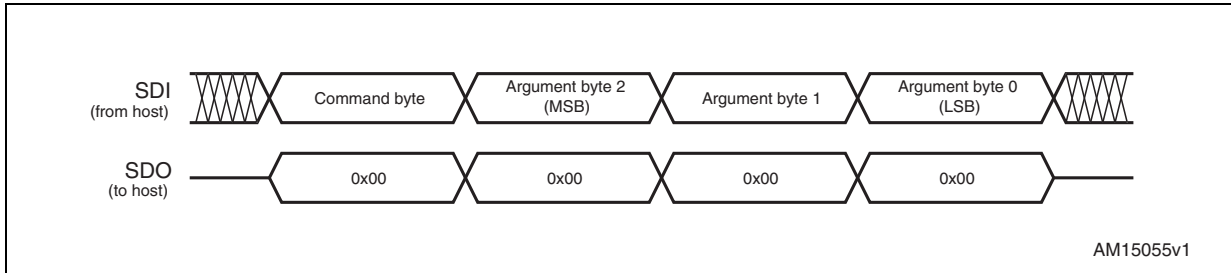 SDI
(from host)
Command byte
Argument byte 2
(MSB)
Argument byte 1
Argument byte 0
(LSB)
SDO
(to host)
0x00
0x00
0x00
0x00
AM15055v1